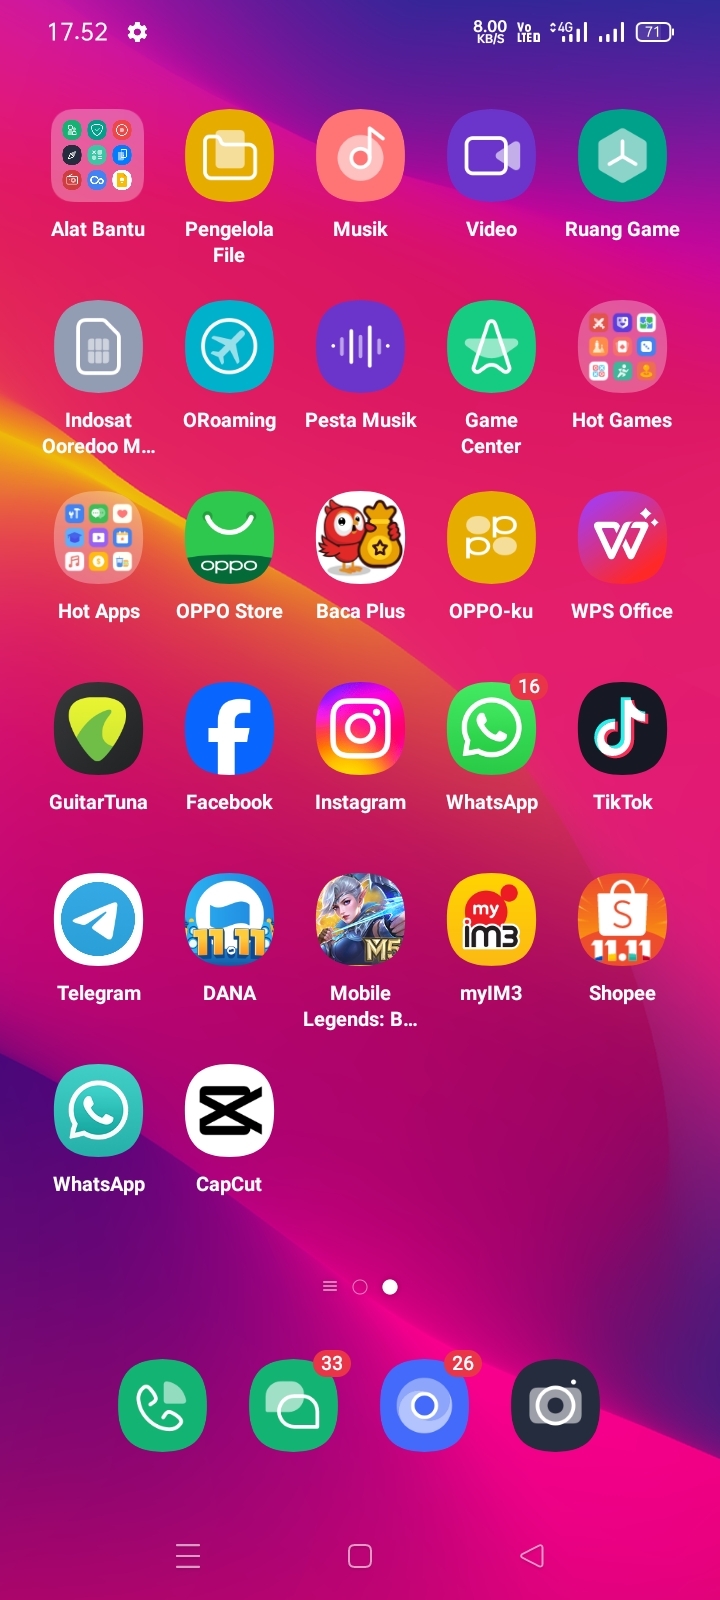 17.52
8.00 KB/S Vo LTE 4G 71
Alat Bantu
Pengelola File
Musik
Video
Ruang Game
Indosat Ooredoo M...
ORoaming
Pesta Musik
Game Center
Hot Games
Hot Apps
oppo
OPPO Store
Baca Plus
oppo
OPPO-ku
W
WPS Office
GuitarTuna
Facebook
Instagram
16
WhatsApp
TikTok
Telegram
11.11
DANA
M5
Mobile Legends: B...
my
im3
myIM3
S
11.11
Shopee
WhatsApp
CapCut
33
26